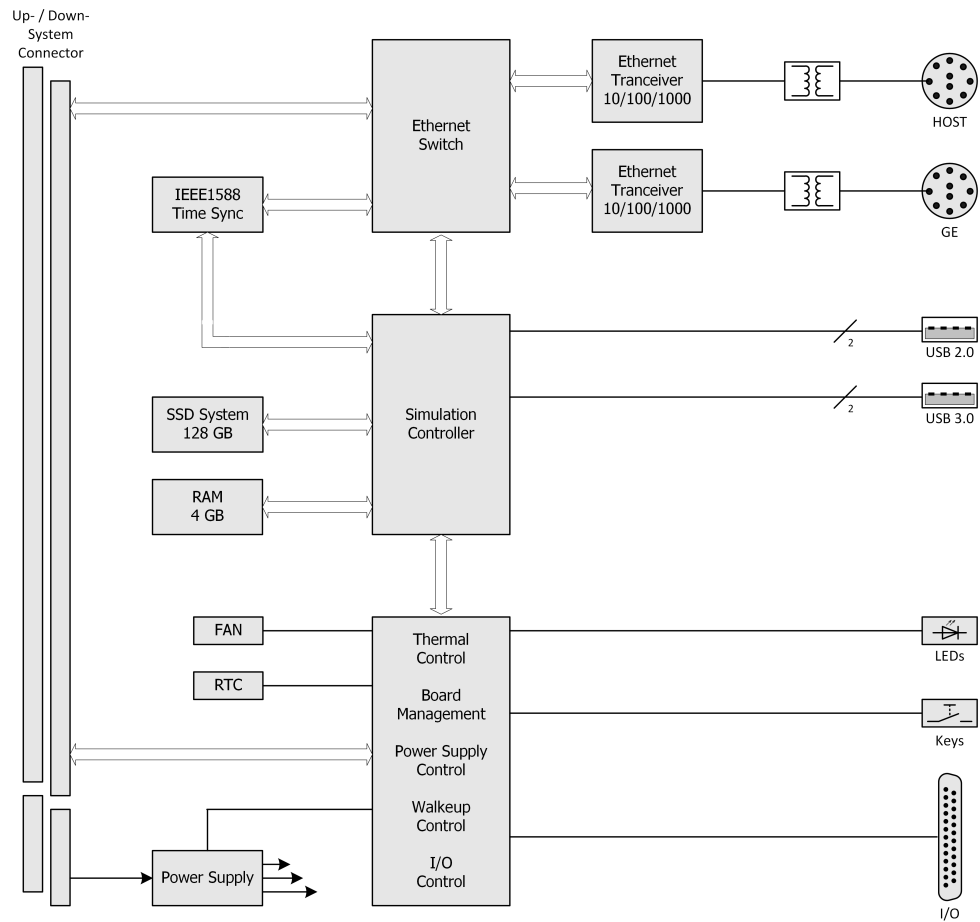 Up- / Down-
System
Connector
Ethernet
Switch
Ethernet
Tranceiver
10/100/1000
HOST
Ethernet
Tranceiver
10/100/1000
GE
IEEE1588
Time Sync
Simulation
Controller
2
USB 2.0
2
USB 3.0
SSD System
128 GB
RAM
4 GB
FAN
RTC
Thermal
Control
Board
Management
Power Supply
Control
Walkeup
Control
I/O
Control
LEDs
Keys
I/O
Power Supply